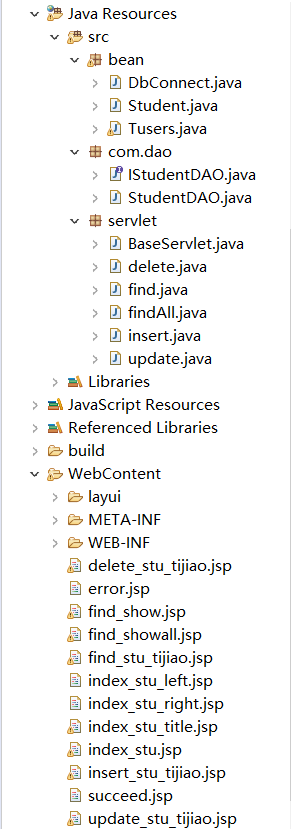 Java Resources
src
bean
DbConnect.java
Student.java
Tusers.java
com.dao
IStudentDAO.java
StudentDAO.java
servlet
BaseServlet.java
delete.java
find.java
findAll.java
insert.java
update.java
Libraries
JavaScript Resources
Referenced Libraries
build
WebContent
layui
META-INF
WEB-INF
delete_stu_tijiao.jsp
error.jsp
find_show.jsp
find_showall.jsp
find_stu_tijiao.jsp
index_stu_left.jsp
index_stu_right.jsp
index_stu_title.jsp
index_stu.jsp
insert_stu_tijiao.jsp
succeed.jsp
update_stu_tijiao.jsp